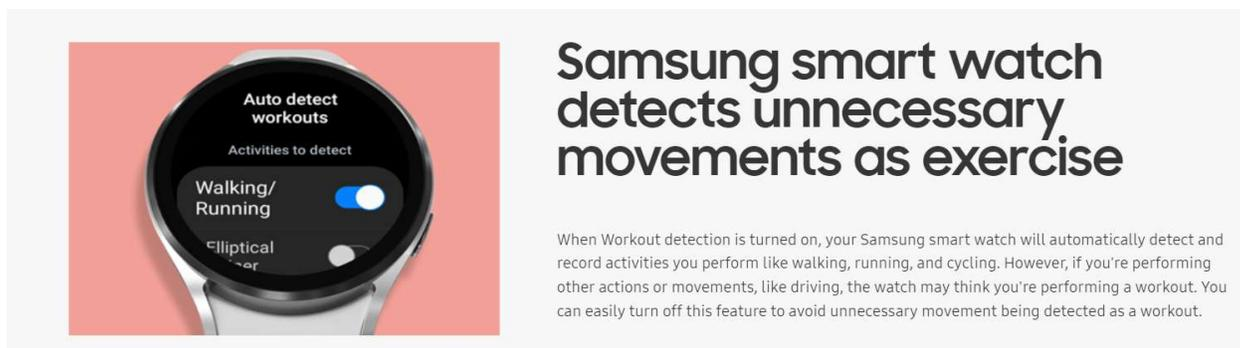 Auto detect
workouts
Activities to detect
Walking/
Running
Elliptical
Samsung smart watch
detects unnecessary
movements as exercise
When Workout detection is turned on, your Samsung smart watch will automatically detect and
record activities you perform like walking, running, and cycling. However, if you're performing
other actions or movements, like driving, the watch may think you're performing a workout. You
can easily turn off this feature to avoid unnecessary movement being detected as a workout.